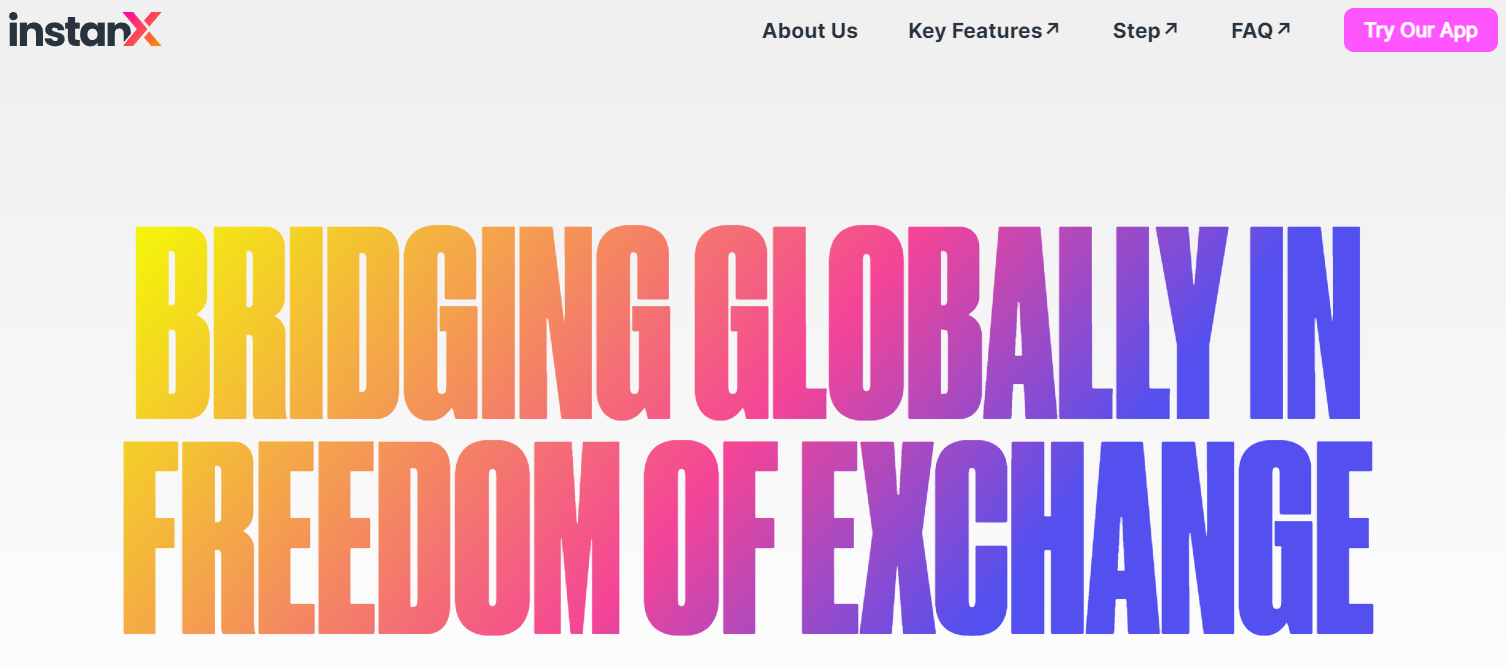 instanX
About Us Key Features Step FAQ Try Our App
BRIDGING GLOBALLY IN
FREEDOM OF EXCHANGE